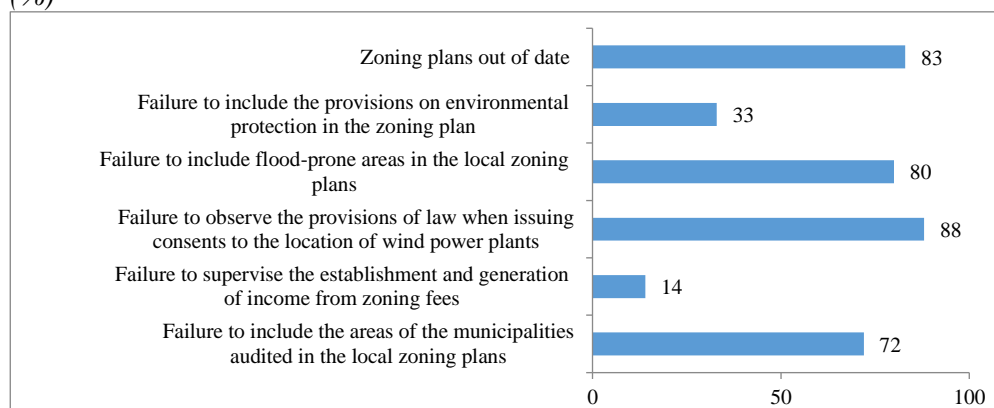 (%)
Zoning plans out of date
83
Failure to include the provisions on environmental
protection in the zoning plan
33
Failure to include flood-prone areas in the local zoning
plans
80
Failure to observe the provisions of law when issuing
consents to the location of wind power plants
88
Failure to supervise the establishment and generation
of income from zoning fees
14
Failure to include the areas of the municipalities
audited in the local zoning plans
72
0 50 100